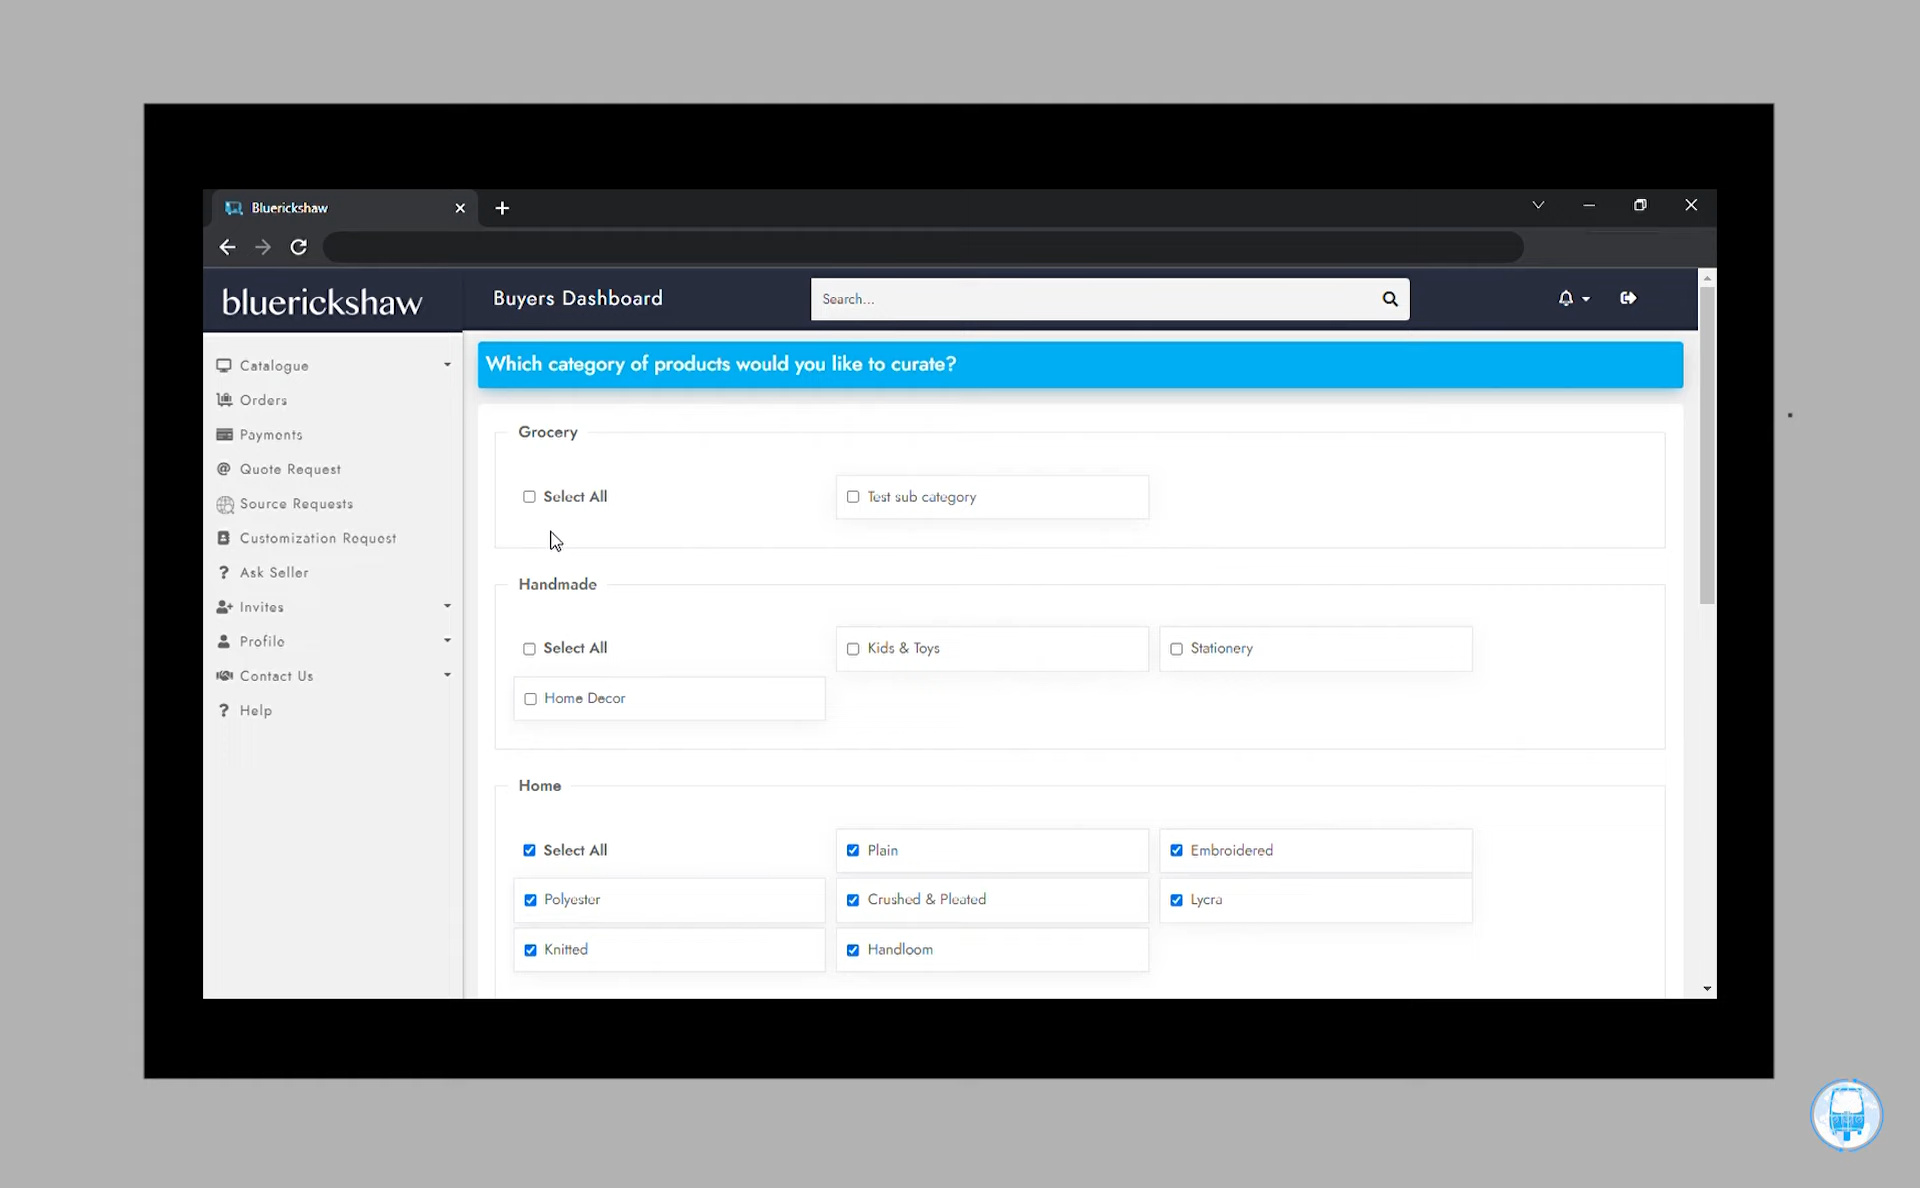 Bluerickshaw
bluerickshaw
Buyers Dashboard
Search...
Catalogue
Orders
Payments
Quote Request
Source Requests
Customization Request
Ask Seller
Invites
Profile
Contact Us
Help
Which category of products would you like to curate?
Grocery
Select All
Test sub category
Handmade
Select All
Kids & Toys
Stationery
Home Decor
Home
Select All
Plain
Embroidered
Polyester
Crushed & Pleated
Lycra
Knitted
Handloom